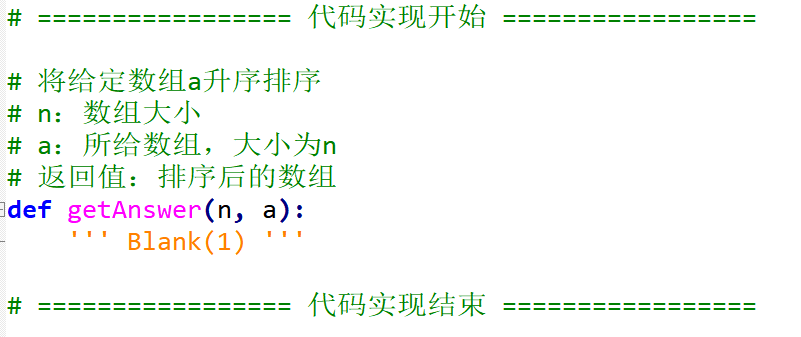 # ================= 代码实现开始 =================
# 将给定数组a升序排序
# n：数组大小
# a：所给数组，大小为n
# 返回值：排序后的数组
def getAnswer(n, a):
    ''' Blank(1) '''
# ================= 代码实现结束 =================